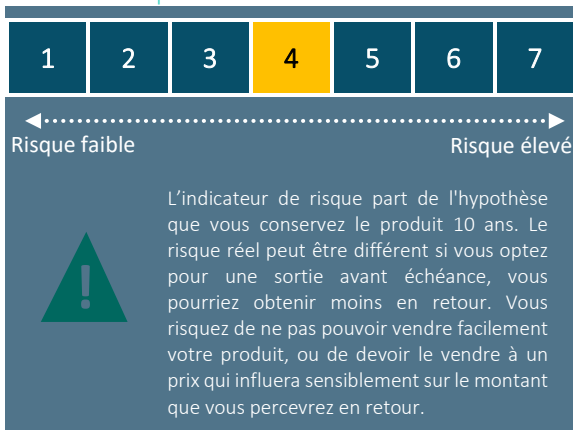 1 2 3 4 5 6 7
Risque faible Risque élevé
L’indicateur de risque part de l'hypothèse
que vous conservez le produit 10 ans. Le
risque réel peut être différent si vous optez
pour une sortie avant échéance, vous
pourriez obtenir moins en retour. Vous
risquez de ne pas pouvoir vendre facilement
votre produit, ou de devoir le vendre à un
prix qui influera sensiblement sur le montant
que vous percevrez en retour.
!